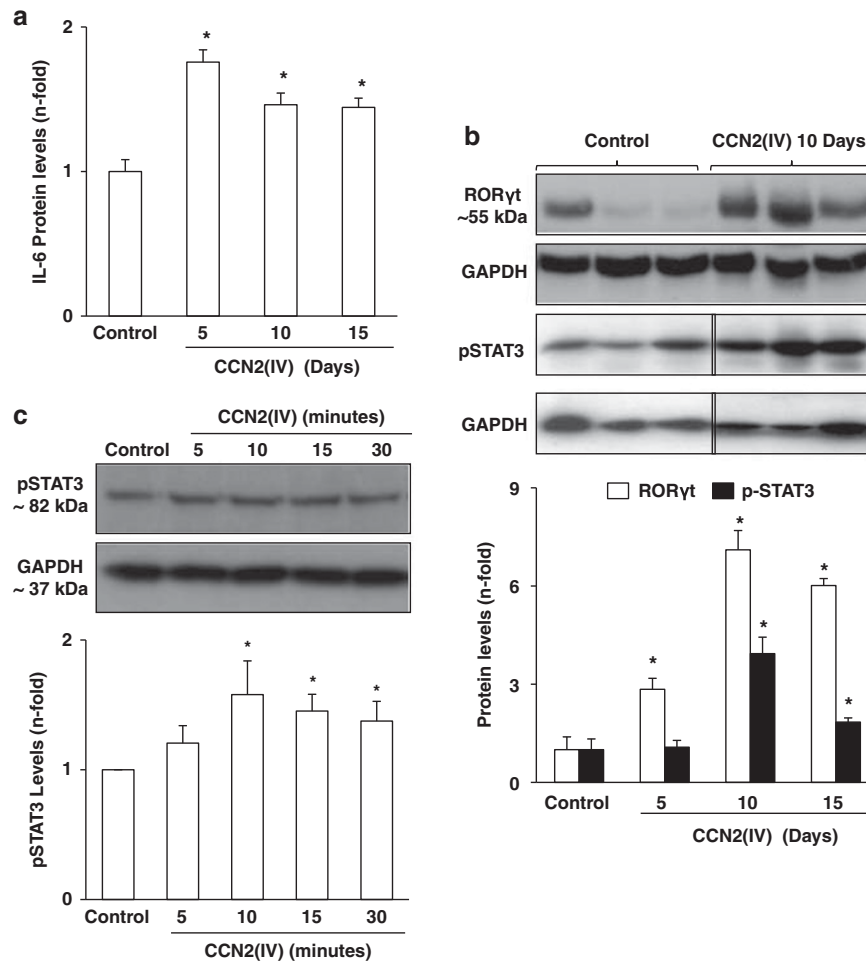 a
2
1
0
IL-6 Protein levels (n-fold)
* * *
Control 5 10 15
CCN2(IV) (Days)
b
Control CCN2(IV) 10 Days
RORγt
~55 kDa
GAPDH
pSTAT3
GAPDH
9
6
3
0
Protein levels (n-fold)
RORγt p-STAT3
* * * * *
Control 5 10 15
CCN2(IV) (Days)
c
CCN2(IV) (minutes)
Control 5 10 15 30
pSTAT3
~ 82 kDa
GAPDH
~ 37 kDa
2
1
0
pSTAT3 Levels (n-fold)
* * *
Control 5 10 15 30
CCN2(IV) (minutes)